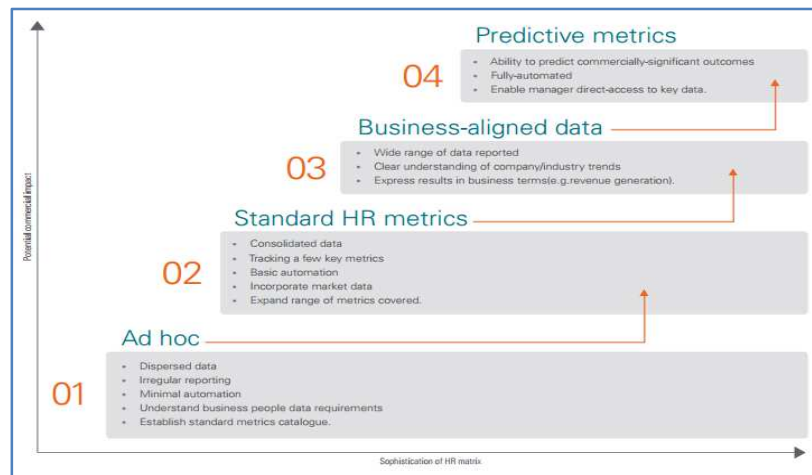 Predictive metrics
04
• Ability to predict commercially-significant outcomes
• Fully-automated
• Enable manager direct-access to key data.
Business-aligned data
03
• Wide range of data reported
• Clear understanding of company/industry trends
• Express results in business terms(e.g.revenue generation).
Standard HR metrics
02
• Consolidated data
• Tracking a few key metrics
• Basic automation
• Incorporate market data
• Expand range of metrics covered.
Ad hoc
01
• Dispersed data
• Irregular reporting
• Minimal automation
• Understand business people data requirements
• Establish standard metrics catalogue.
Potential commercial impact
Sophistication of HR matrix